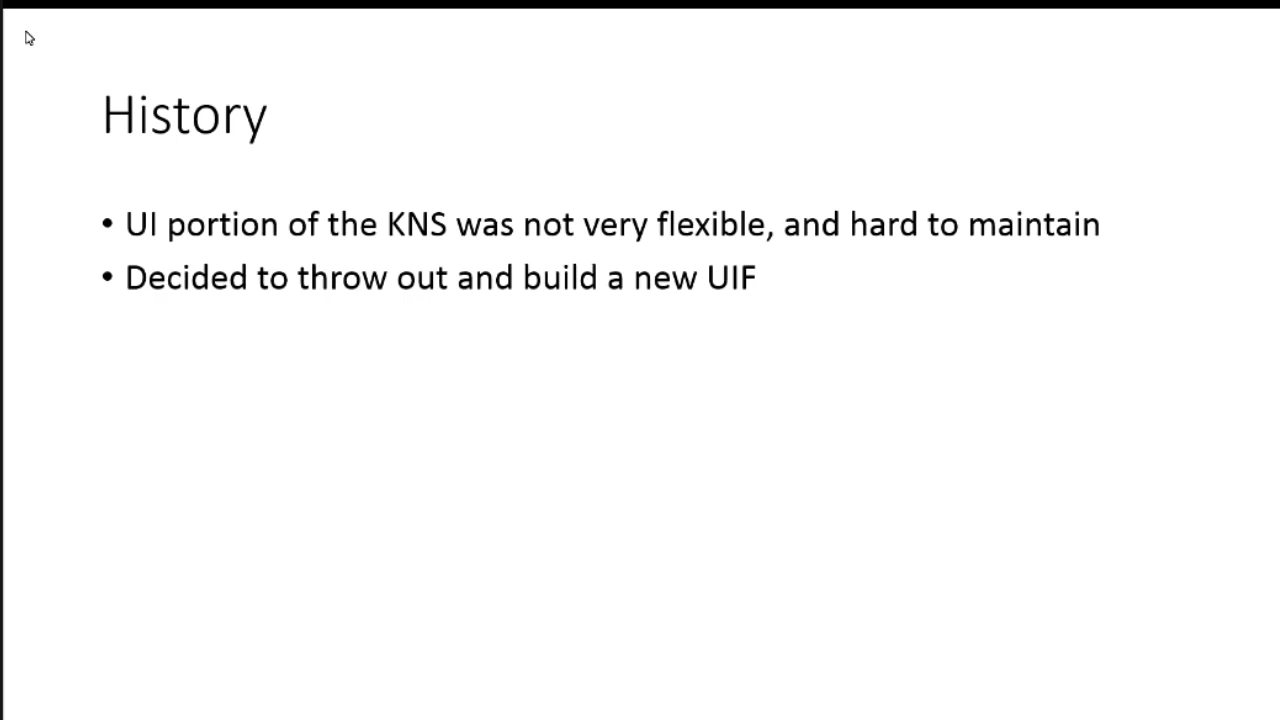 History
• UI portion of the KNS was not very flexible, and hard to maintain
• Decided to throw out and build a new UIF